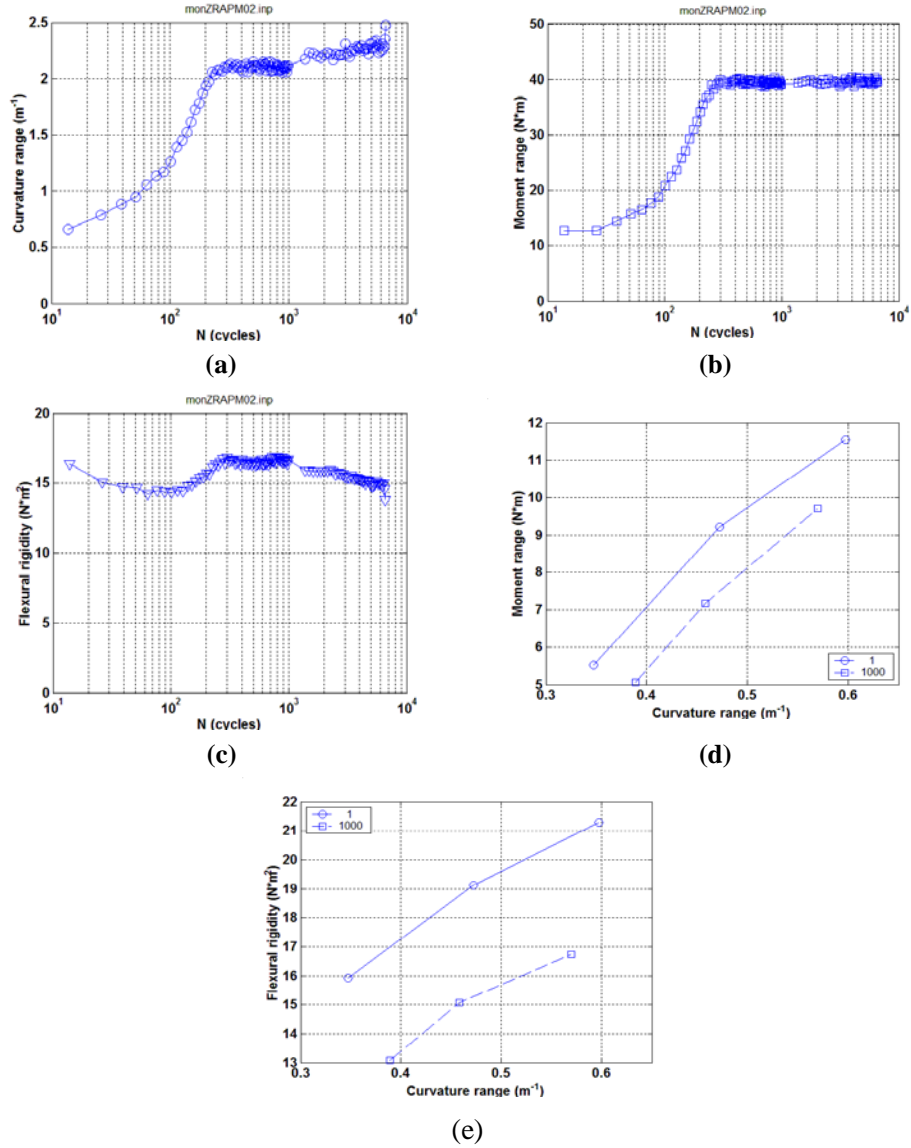 monZRAPM02.inp
2.5
2
1.5
1
0.5
0
Curvature range (m⁻¹)
10¹ 10² 10³ 10⁴
N (cycles)
(a)
monZRAPM02.inp
50
40
30
20
10
0
Moment range (N*m)
10¹ 10² 10³ 10⁴
N (cycles)
(b)
monZRAPM02.inp
20
15
10
5
0
Flexural rigidity (N*m²)
10¹ 10² 10³ 10⁴
N (cycles)
(c)
12
11
10
9
8
7
6
5
Moment range (N*m)
1
1000
0.3 0.4 0.5 0.6
Curvature range (m⁻¹)
(d)
22
21
20
19
18
17
16
15
14
13
Flexural rigidity (N*m²)
1
1000
0.3 0.4 0.5 0.6
Curvature range (m⁻¹)
(e)